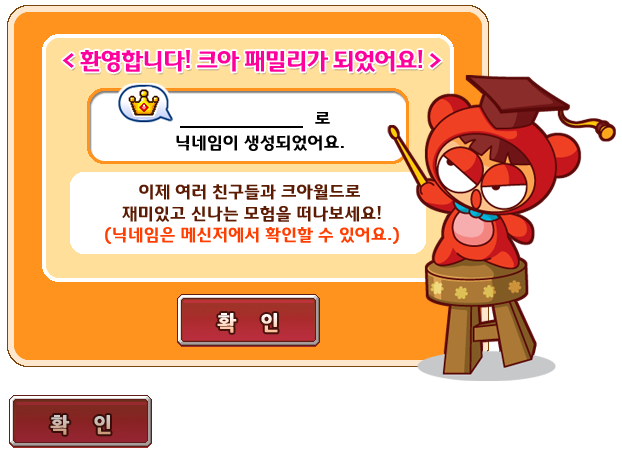 < 환영합니다! 크아 패밀리가 되었어요! >
____________ 로
닉네임이 생성되었어요.
이제 여러 친구들과 크아월드로
재미있고 신나는 모험을 떠나보세요!
(닉네임은 메신저에서 확인할 수 있어요.)
확 인
확 인